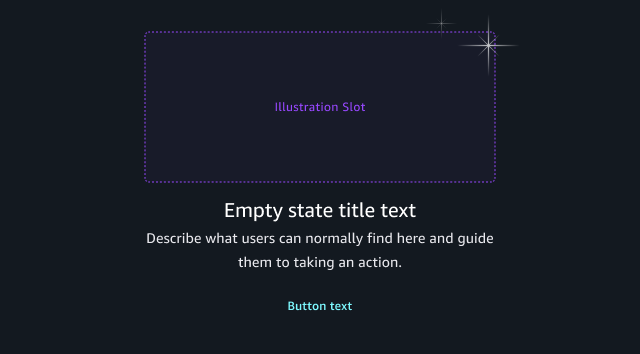 Illustration Slot
Empty state title text
Describe what users can normally find here and guide
them to taking an action.
Button text